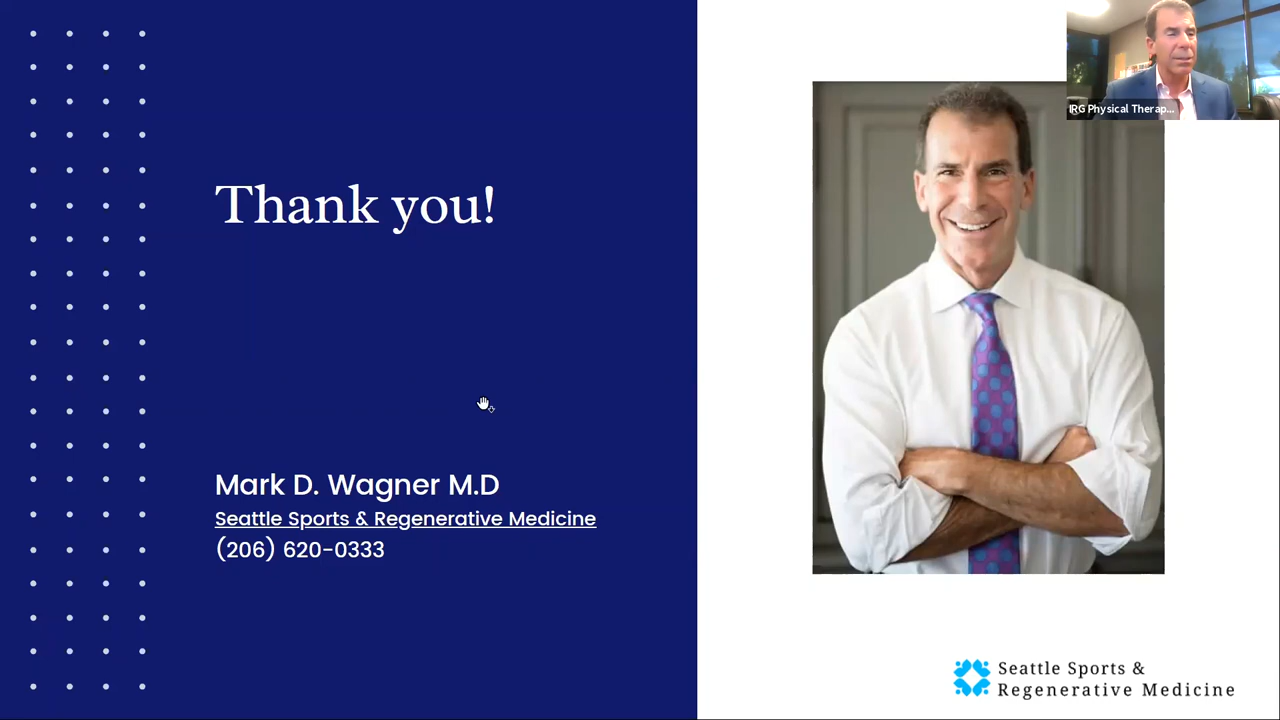 Thank you!
Mark D. Wagner M.D
Seattle Sports & Regenerative Medicine
(206) 620-0333
IRG Physical Therap...
Seattle Sports &
Regenerative Medicine